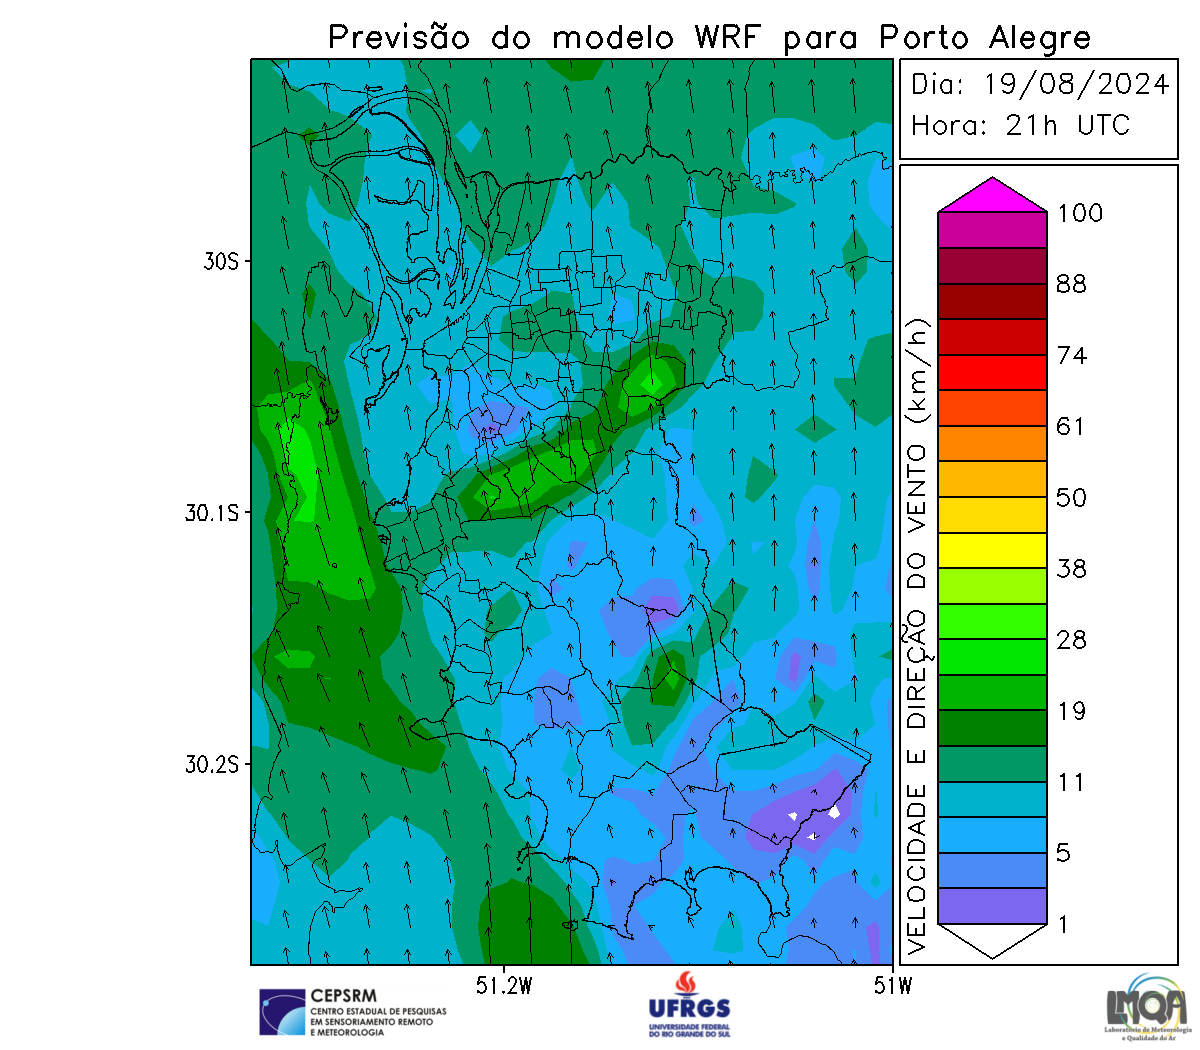 Previsão do modelo WRF para Porto Alegre
Dia: 19/08/2024
Hora: 21h UTC
30S
30.1S
30.2S
51.2W
51W
VELOCIDADE E DIREÇÃO DO VENTO (km/h)
100
88
74
61
50
38
28
19
11
5
1
CEPSRM
CENTRO ESTADUAL DE PESQUISAS
EM SENSORIAMENTO REMOTO
E METEOROLOGIA
UFRGS
UNIVERSIDADE FEDERAL
DO RIO GRANDE DO SUL
LMQA
Laboratório de Meteorologia
e Qualidade do Ar